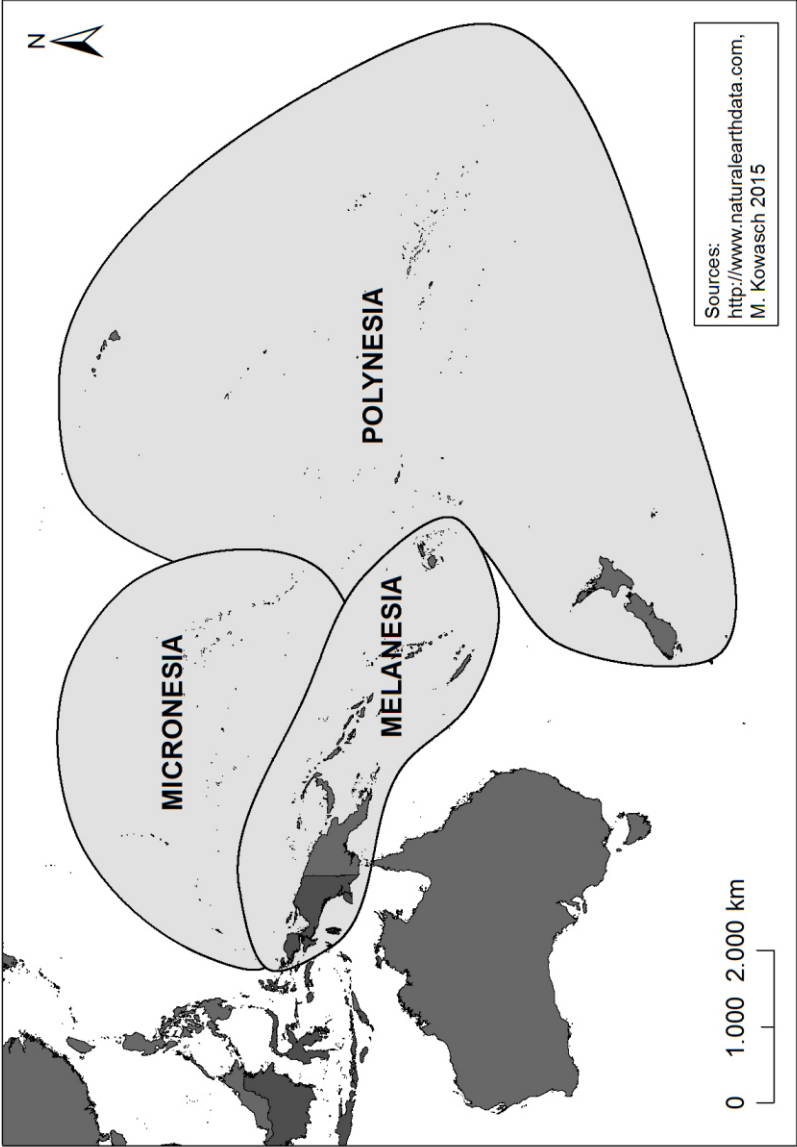 N
MICRONESIA
POLYNESIA
MELANESIA
0 1.000 2.000 km
Sources:
http://www.naturalearthdata.com,
M. Kowasch 2015